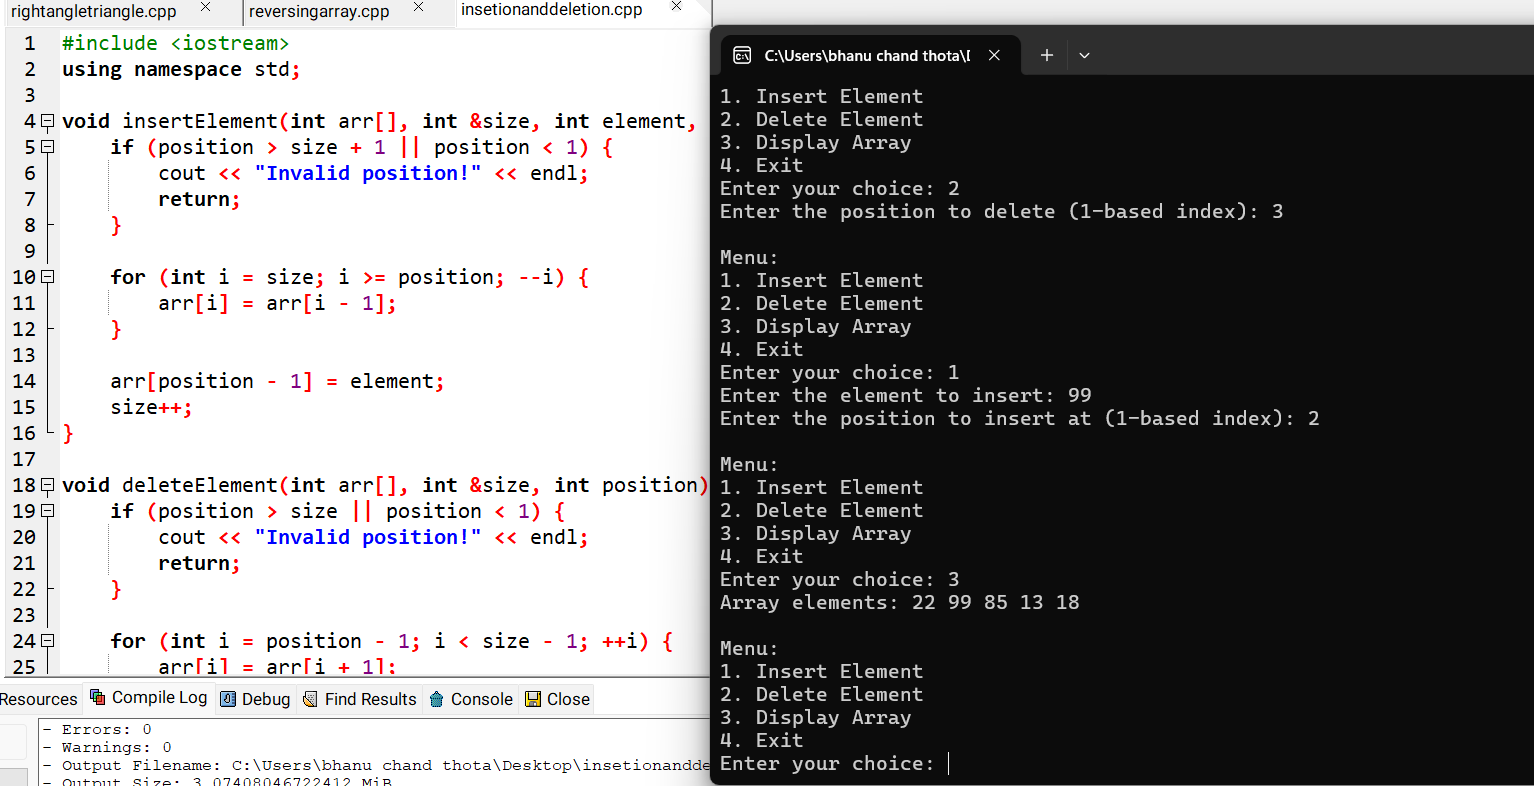 rightangletriangle.cpp
reversingarray.cpp
insetionanddeletion.cpp
1 #include <iostream>
2 using namespace std;
3
4 void insertElement(int arr[], int &size, int element,
5 if (position > size + 1 || position < 1) {
6 cout << "Invalid position!" << endl;
7 return;
8 }
9
10 for (int i = size; i >= position; --i) {
11 arr[i] = arr[i - 1];
12 }
13
14 arr[position - 1] = element;
15 size++;
16 }
17
18 void deleteElement(int arr[], int &size, int position)
19 if (position > size || position < 1) {
20 cout << "Invalid position!" << endl;
21 return;
22 }
23
24 for (int i = position - 1; i < size - 1; ++i) {
25 arr[i] = arr[i + 1];
Resources Compile Log Debug Find Results Console Close
- Errors: 0
- Warnings: 0
- Output Filename: C:\Users\bhanu chand thota\Desktop\insetionandde
- Output Size: 3.07408046722412 MiB
C:\Users\bhanu chand thota\
1. Insert Element
2. Delete Element
3. Display Array
4. Exit
Enter your choice: 2
Enter the position to delete (1-based index): 3
Menu:
1. Insert Element
2. Delete Element
3. Display Array
4. Exit
Enter your choice: 1
Enter the element to insert: 99
Enter the position to insert at (1-based index): 2
Menu:
1. Insert Element
2. Delete Element
3. Display Array
4. Exit
Enter your choice: 3
Array elements: 22 99 85 13 18
Menu:
1. Insert Element
2. Delete Element
3. Display Array
4. Exit
Enter your choice: